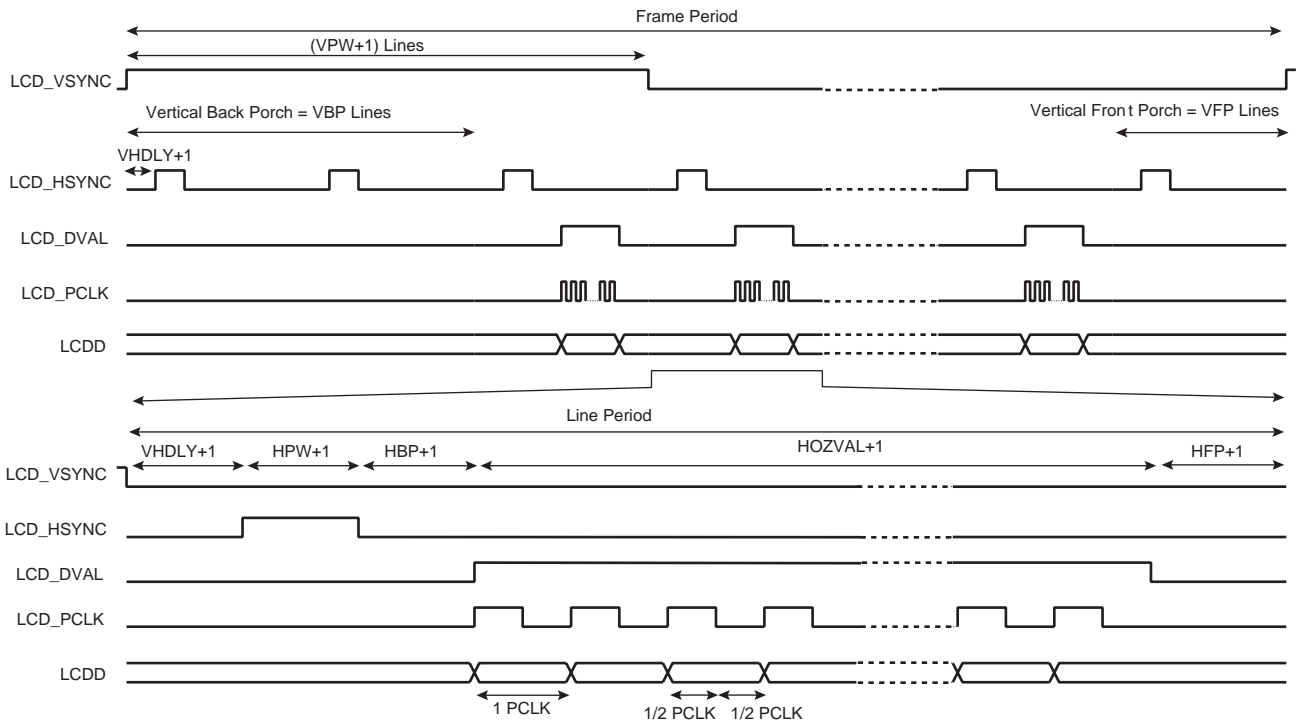 Frame Period
(VPW+1) Lines
LCD_VSYNC
Vertical Back Porch = VBP Lines
Vertical Front Porch = VFP Lines
VHDLY+1
LCD_HSYNC
LCD_DVAL
LCD_PCLK
LCDD
Line Period
VHDLY+1 HPW+1 HBP+1 HOZVAL+1 HFP+1
LCD_VSYNC
LCD_HSYNC
LCD_DVAL
LCD_PCLK
LCDD
1 PCLK 1/2 PCLK 1/2 PCLK